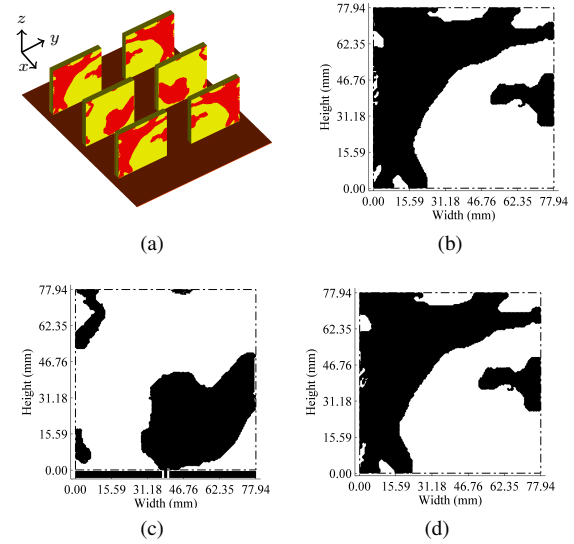 z
y
x
(a)
77.94
62.35
46.76
31.18
15.59
0.00
Height (mm)
0.00 15.59 31.18 46.76 62.35 77.94
Width (mm)
(b)
77.94
62.35
46.76
31.18
15.59
0.00
Height (mm)
0.00 15.59 31.18 46.76 62.35 77.94
Width (mm)
(c)
77.94
62.35
46.76
31.18
15.59
0.00
Height (mm)
0.00 15.59 31.18 46.76 62.35 77.94
Width (mm)
(d)